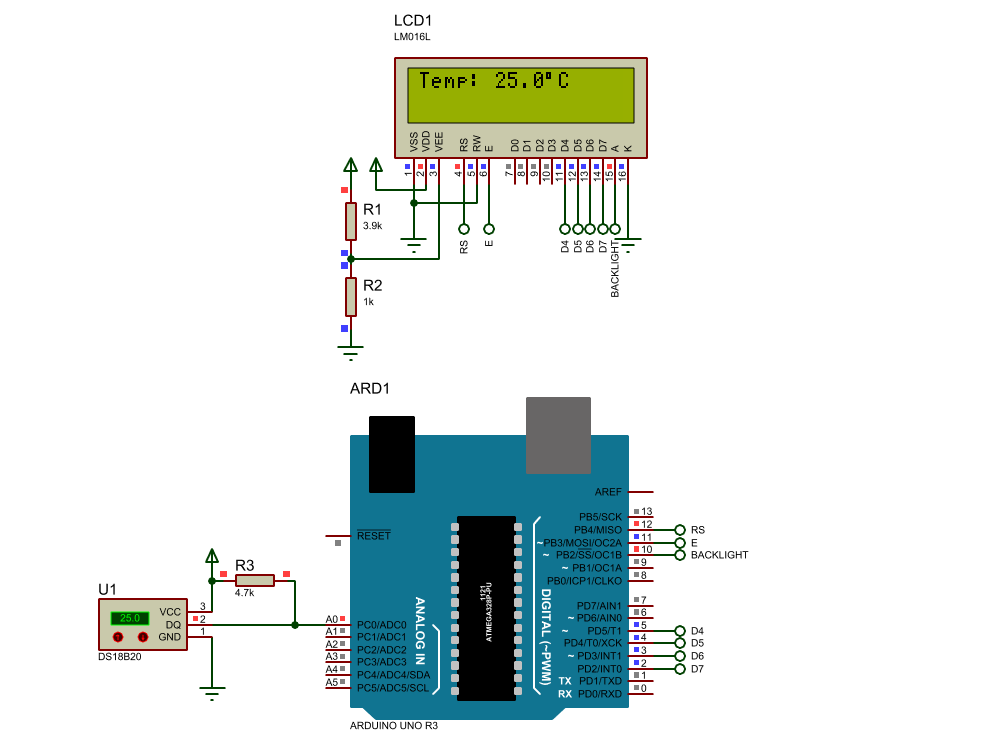 LCD1
LM016L
Temp: 25.0°C
VSS VDD VEE RS RW E D0 D1 D2 D3 D4 D5 D6 D7 A K
1 2 3 4 5 6 7 8 9 10 11 12 13 14 15 16
R1
3.9k
RS E D4 D5 D6 D7 BACKLIGHT
R2
1k
ARD1
AREF
PB5/SCK 13
RESET
PB4/MISO 12 RS
~PB3/MOSI/OC2A 11 E
~ PB2/SS/OC1B 10 BACKLIGHT
~ PB1/OC1A 9
PB0/ICP1/CLKO 8
R3
4.7k
U1
VCC 3
25.0 DQ 2
GND 1
DS18B20
A0 PC0/ADC0
A1 PC1/ADC1
A2 PC2/ADC2
A3 PC3/ADC3
A4 PC4/ADC4/SDA
A5 PC5/ADC5/SCL
ANALOG IN
1121
ATMEGA328P-PU
DIGITAL (~PWM)
PD7/AIN1 7
~ PD6/AIN0 6
~ PD5/T1 5 D4
PD4/T0/XCK 4 D5
~ PD3/INT1 3 D6
PD2/INT0 2 D7
TX PD1/TXD 1
RX PD0/RXD 0
ARDUINO UNO R3